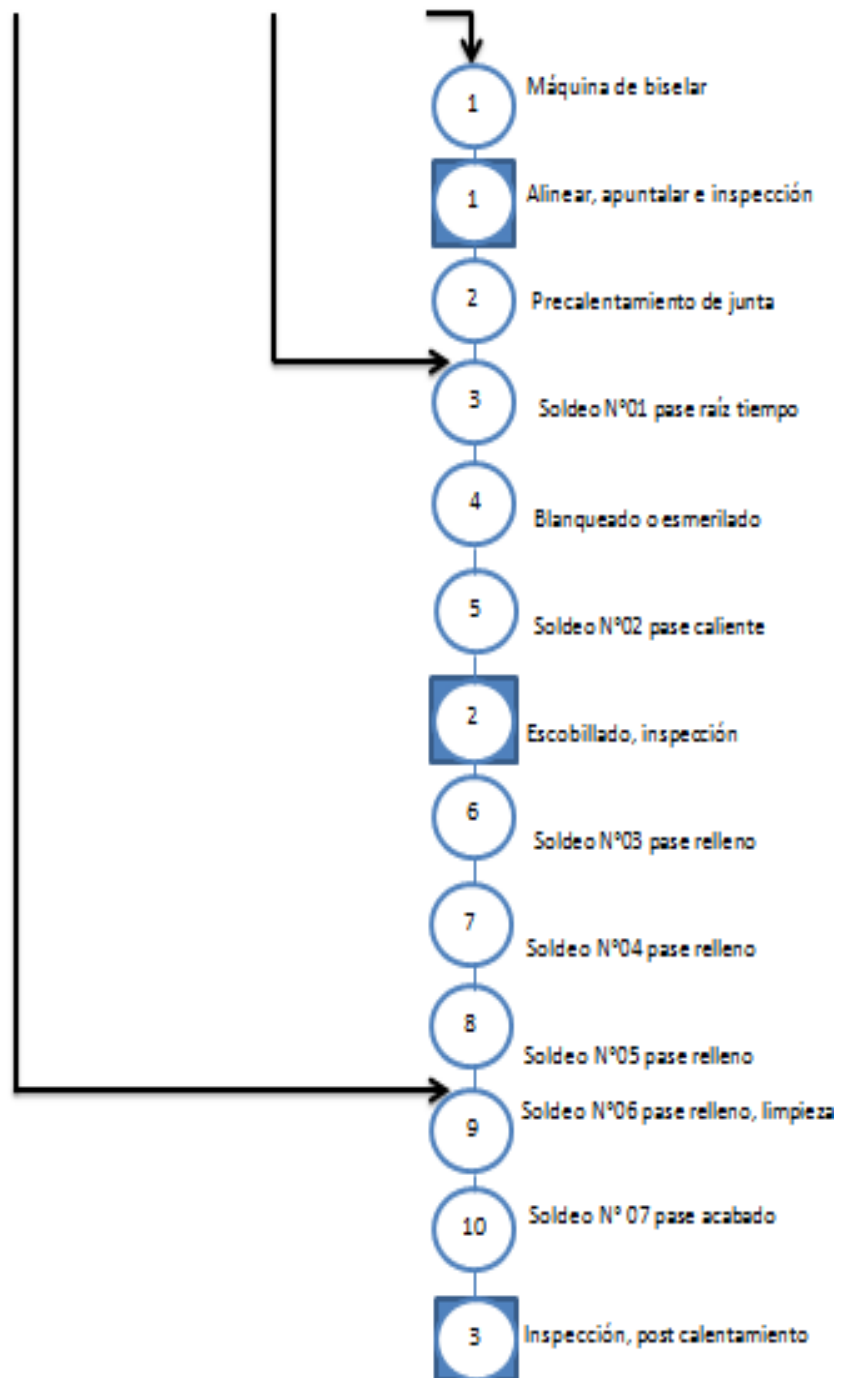 1 Máquina de biselar
1 Alinear, apuntalar e inspección
2 Precalentamiento de junta
3 Soldeo N°01 pase raíz tiempo
4 Blanqueado o esmerilado
5 Soldeo N°02 pase caliente
2 Escobillado, inspección
6 Soldeo N°03 pase relleno
7 Soldeo N°04 pase relleno
8 Soldeo N°05 pase relleno
9 Soldeo N°06 pase relleno, limpieza
10 Soldeo N° 07 pase acabado
3 Inspección, post calentamiento